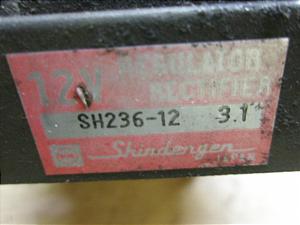 12V REGULATOR
RECTIFIER
SH236-12 3.1
Shindengen
JAPAN